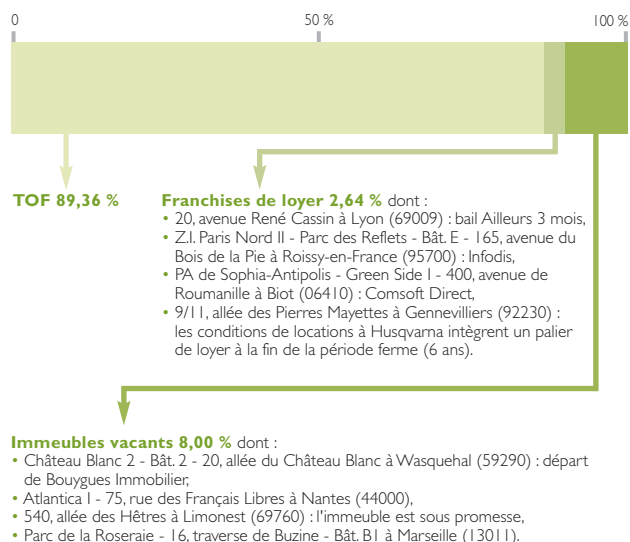 0 50 % 100 %
TOF 89,36 %
Franchises de loyer 2,64 % dont :
• 20, avenue René Cassin à Lyon (69009) : bail Ailleurs 3 mois,
• Z.I. Paris Nord II - Parc des Reflets - Bât. E - 165, avenue du
Bois de la Pie à Roissy-en-France (95700) : Infodis,
• PA de Sophia-Antipolis - Green Side I - 400, avenue de
Roumanille à Biot (06410) : Comsoft Direct,
• 9/11, allée des Pierres Mayettes à Gennevilliers (92230) :
les conditions de locations à Husqvarna intègrent un palier
de loyer à la fin de la période ferme (6 ans).
Immeubles vacants 8,00 % dont :
• Château Blanc 2 - Bât. 2 - 20, allée du Château Blanc à Wasquehal (59290) : départ
de Bouygues Immobilier,
• Atlantica I - 75, rue des Français Libres à Nantes (44000),
• 540, allée des Hêtres à Limonest (69760) : l'immeuble est sous promesse,
• Parc de la Roseraie - 16, traverse de Buzine - Bât. B1 à Marseille (13011).